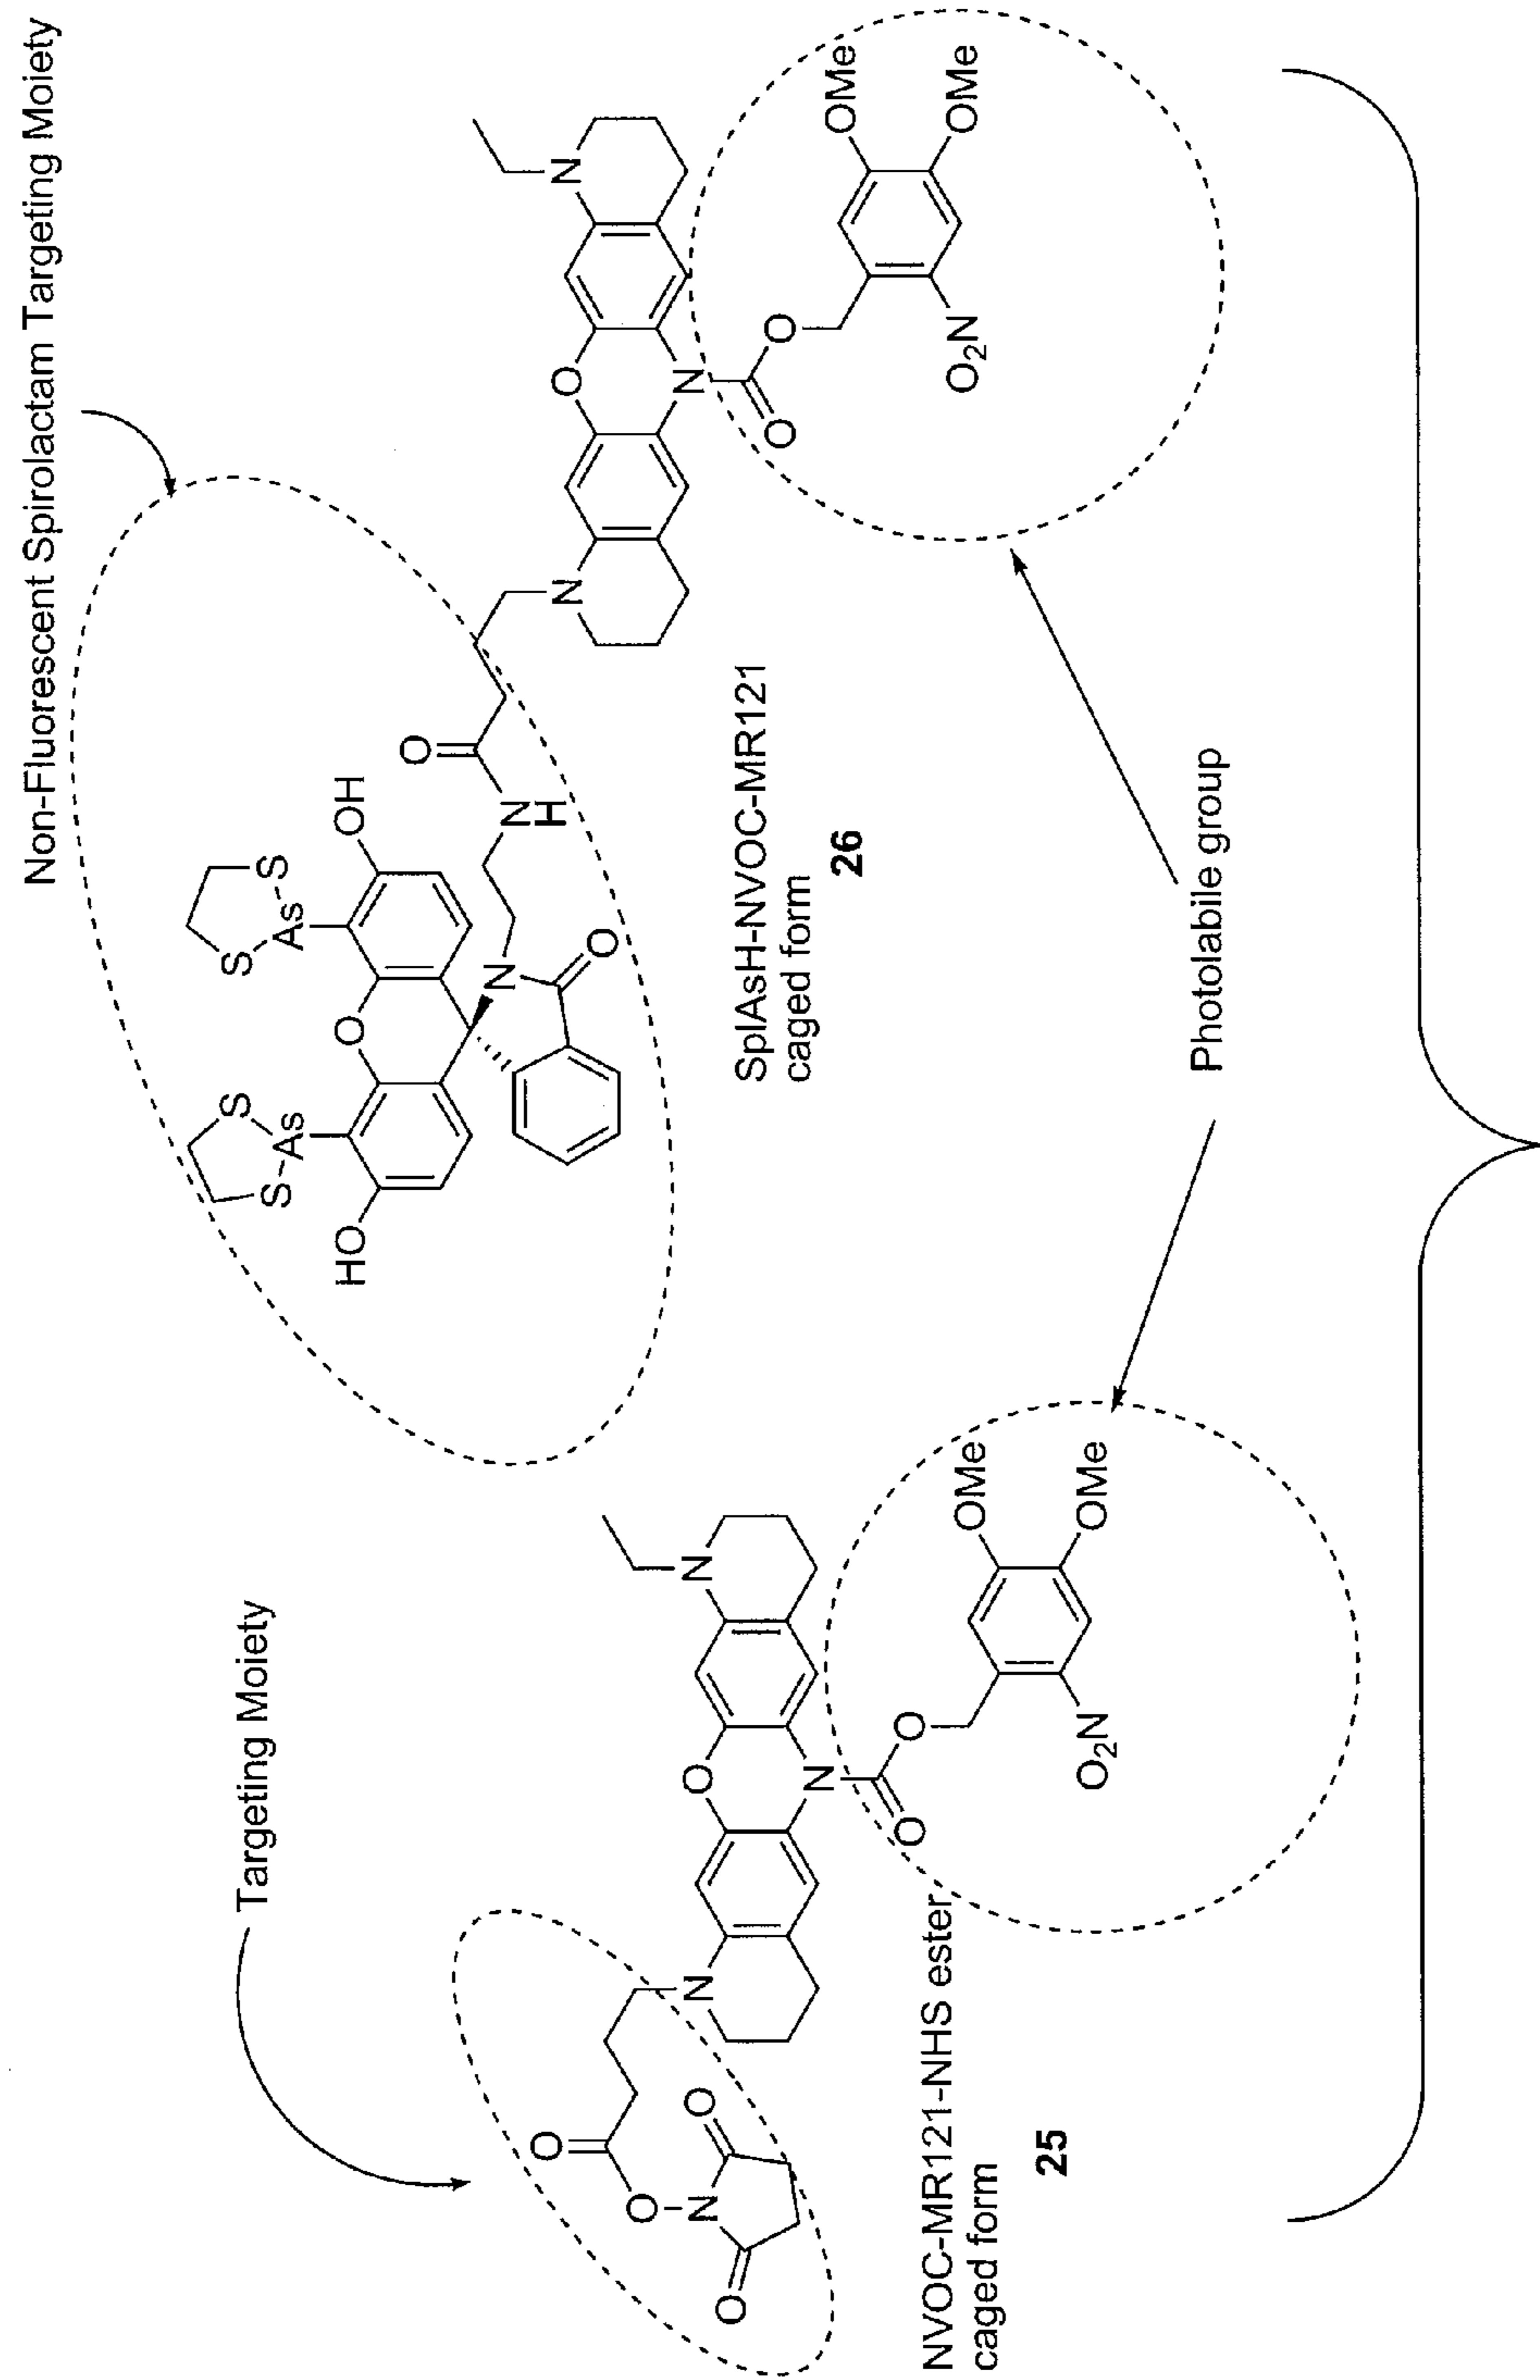 Non-Fluorescent Spirolactam Targeting Moiety
Targeting Moiety
O
O
O
N
O
N
O
N
N
O
O
O2N
OMe
OMe
NVOC-MR121-NHS ester
caged form
25
S
As
S
S
As
S
HO
O
OH
N
O
N
H
O
N
O
N
N
O
O
O2N
OMe
OMe
SplAsH-NVOC-MR121
caged form
26
Photolabile group